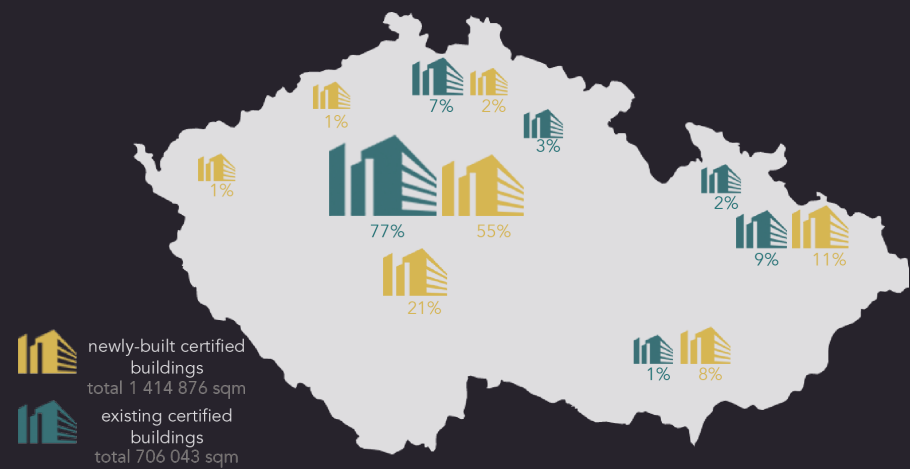 7%
2%
1%
3%
1%
2%
77%
55%
9%
11%
21%
1%
8%
newly-built certified
buildings
total 1 414 876 sqm
existing certified
buildings
total 706 043 sqm